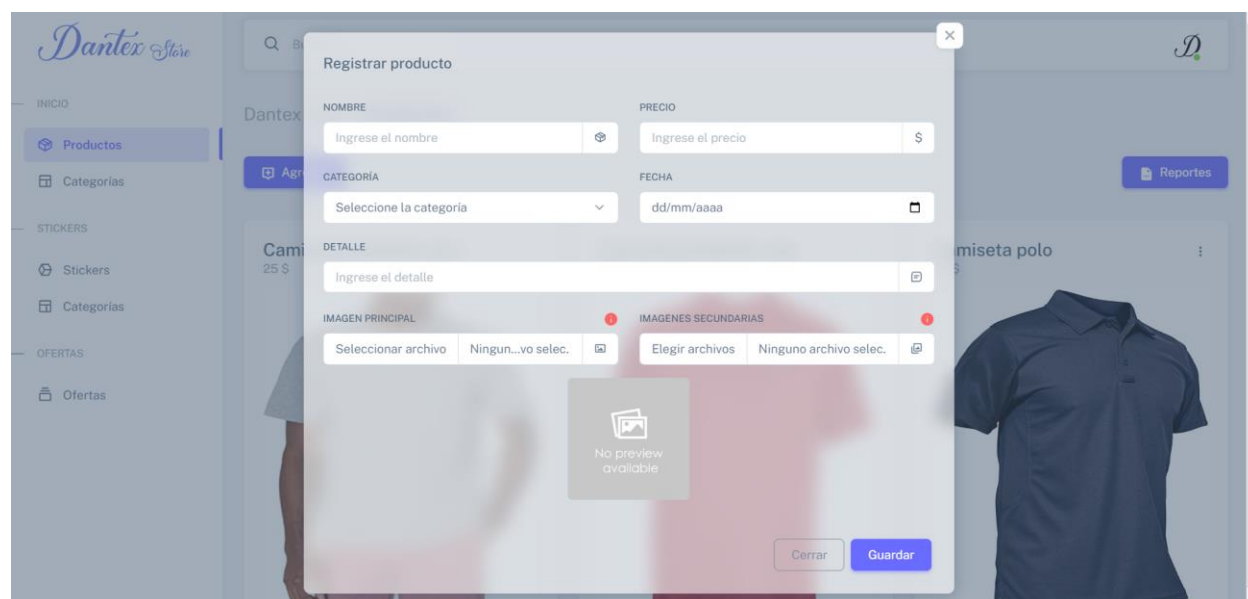 Dantex Store
INICIO
Productos
Categorías
STICKERS
Stickers
Categorías
OFERTAS
Ofertas
Dantex
Reportes
25 $
miseta polo
Registrar producto
NOMBRE
PRECIO
Ingrese el nombre
Ingrese el precio
$
CATEGORÍA
FECHA
Seleccione la categoría
dd/mm/aaaa
DETALLE
Ingrese el detalle
IMAGEN PRINCIPAL
IMAGENES SECUNDARIAS
Seleccionar archivo
Ningun...vo selec.
Elegir archivos
Ninguno archivo selec.
No preview
available
Cerrar
Guardar